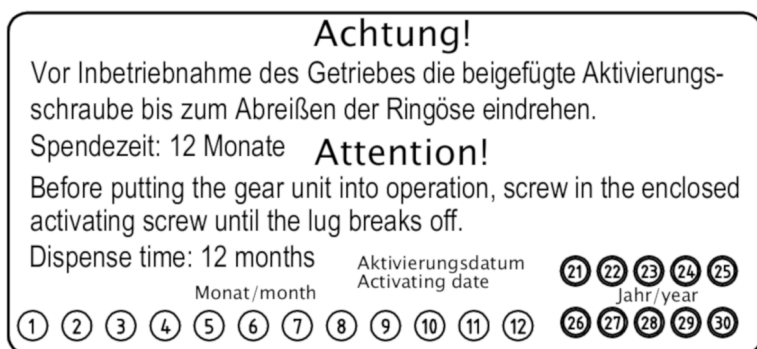 Achtung!
Vor Inbetriebnahme des Getriebes die beigefügte Aktivierungs-
schraube bis zum Abreißen der Ringöse eindrehen.
Spendezeit: 12 Monate
Attention!
Before putting the gear unit into operation, screw in the enclosed
activating screw until the lug breaks off.
Dispense time: 12 months
Aktivierungsdatum
Activating date
Monat/month
1 2 3 4 5 6 7 8 9 10 11 12
21 22 23 24 25
Jahr/year
26 27 28 29 30